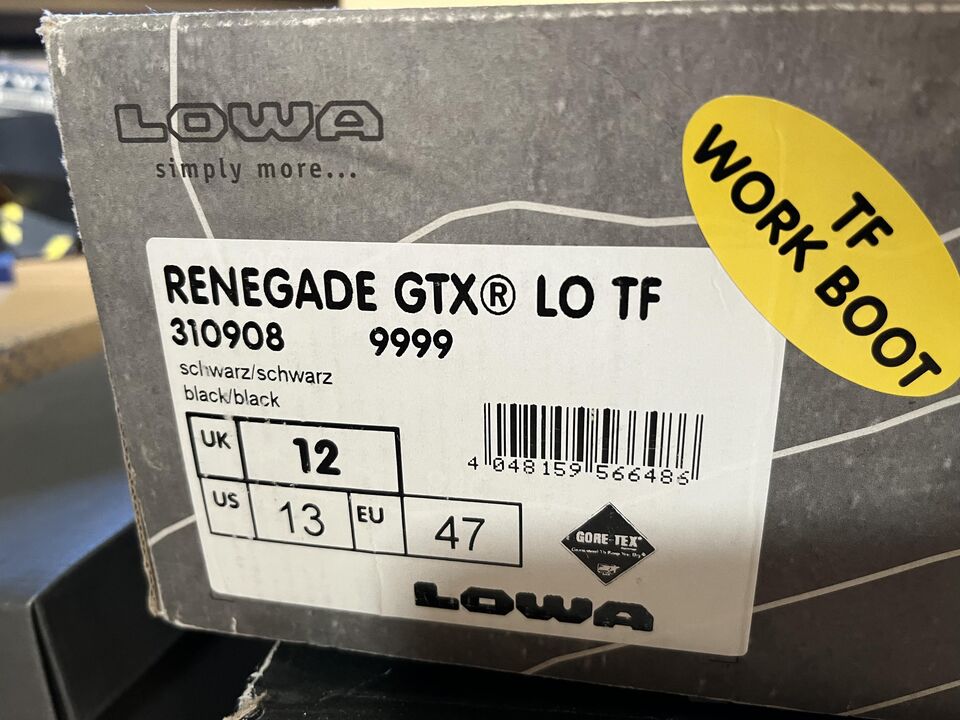 LOWA
simply more...
TF
WORK BOOT
RENEGADE GTX® LO TF
310908 9999
schwarz/schwarz
black/black
UK 12
US 13 EU 47
4 048159 566486
GORE-TEX®
LOWA